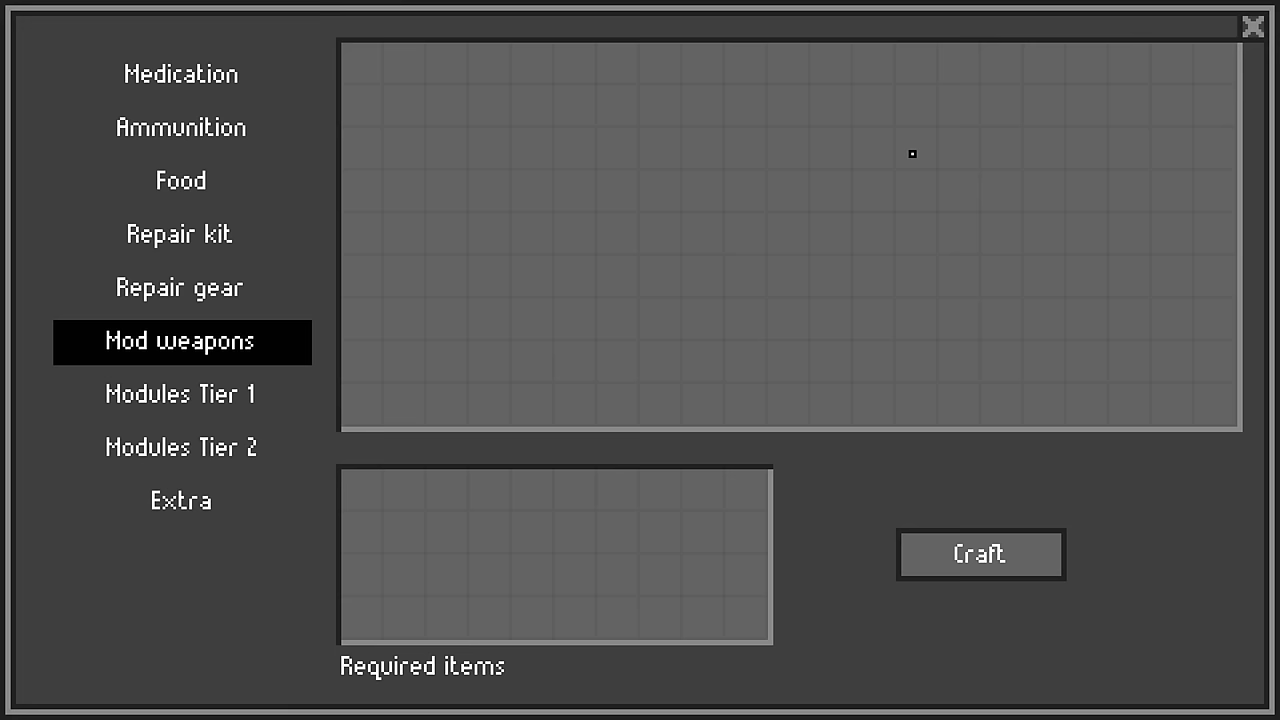 Medication
Ammunition
Food
Repair kit
Repair gear
Mod weapons
Modules Tier 1
Modules Tier 2
Extra
Craft
Required items